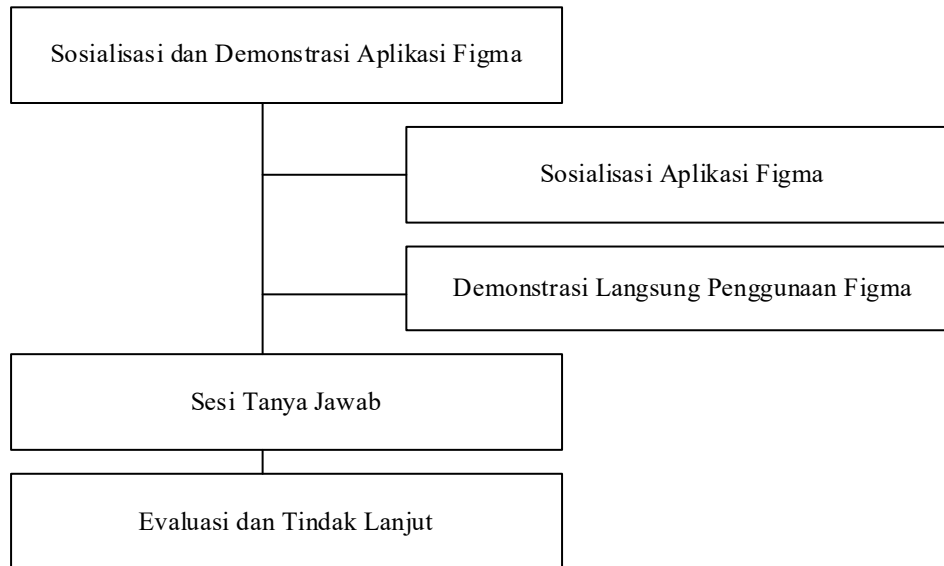 Sosialisasi dan Demonstrasi Aplikasi Figma
Sosialisasi Aplikasi Figma
Demonstrasi Langsung Penggunaan Figma
Sesi Tanya Jawab
Evaluasi dan Tindak Lanjut